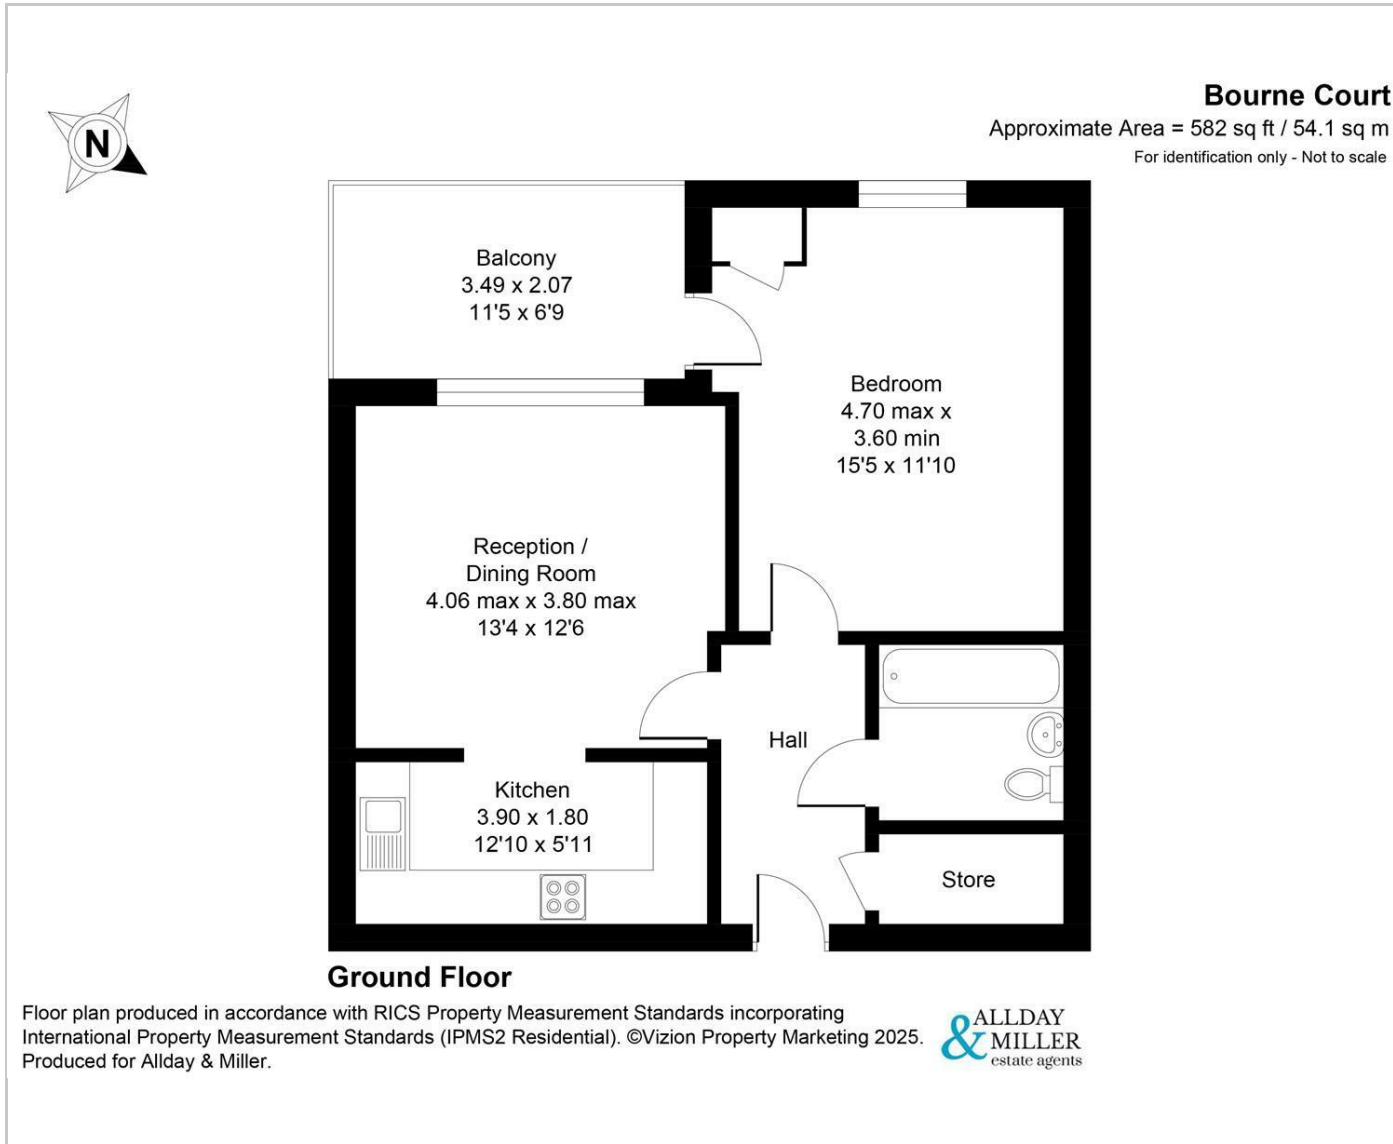 Bourne Court
Approximate Area = 582 sq ft / 54.1 sq m
For identification only - Not to scale
N
Balcony
3.49 x 2.07
11'5 x 6'9
Bedroom
4.70 max x
3.60 min
15'5 x 11'10
Reception /
Dining Room
4.06 max x 3.80 max
13'4 x 12'6
Hall
Kitchen
3.90 x 1.80
12'10 x 5'11
Store
Ground Floor
Floor plan produced in accordance with RICS Property Measurement Standards incorporating
International Property Measurement Standards (IPMS2 Residential). ©Vizion Property Marketing 2025.
Produced for Allday & Miller.
ALLDAY
& MILLER
estate agents